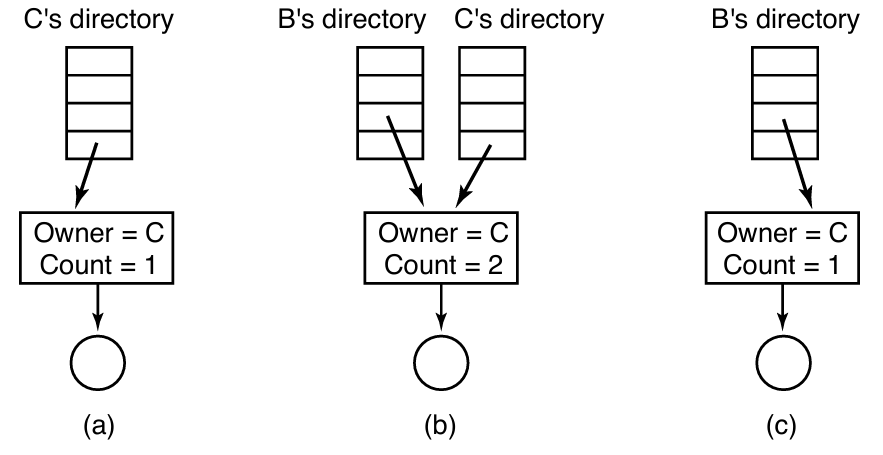 C's directory
B's directory
C's directory
B's directory
Owner = C
Count = 1
Owner = C
Count = 2
Owner = C
Count = 1
(a)
(b)
(c)